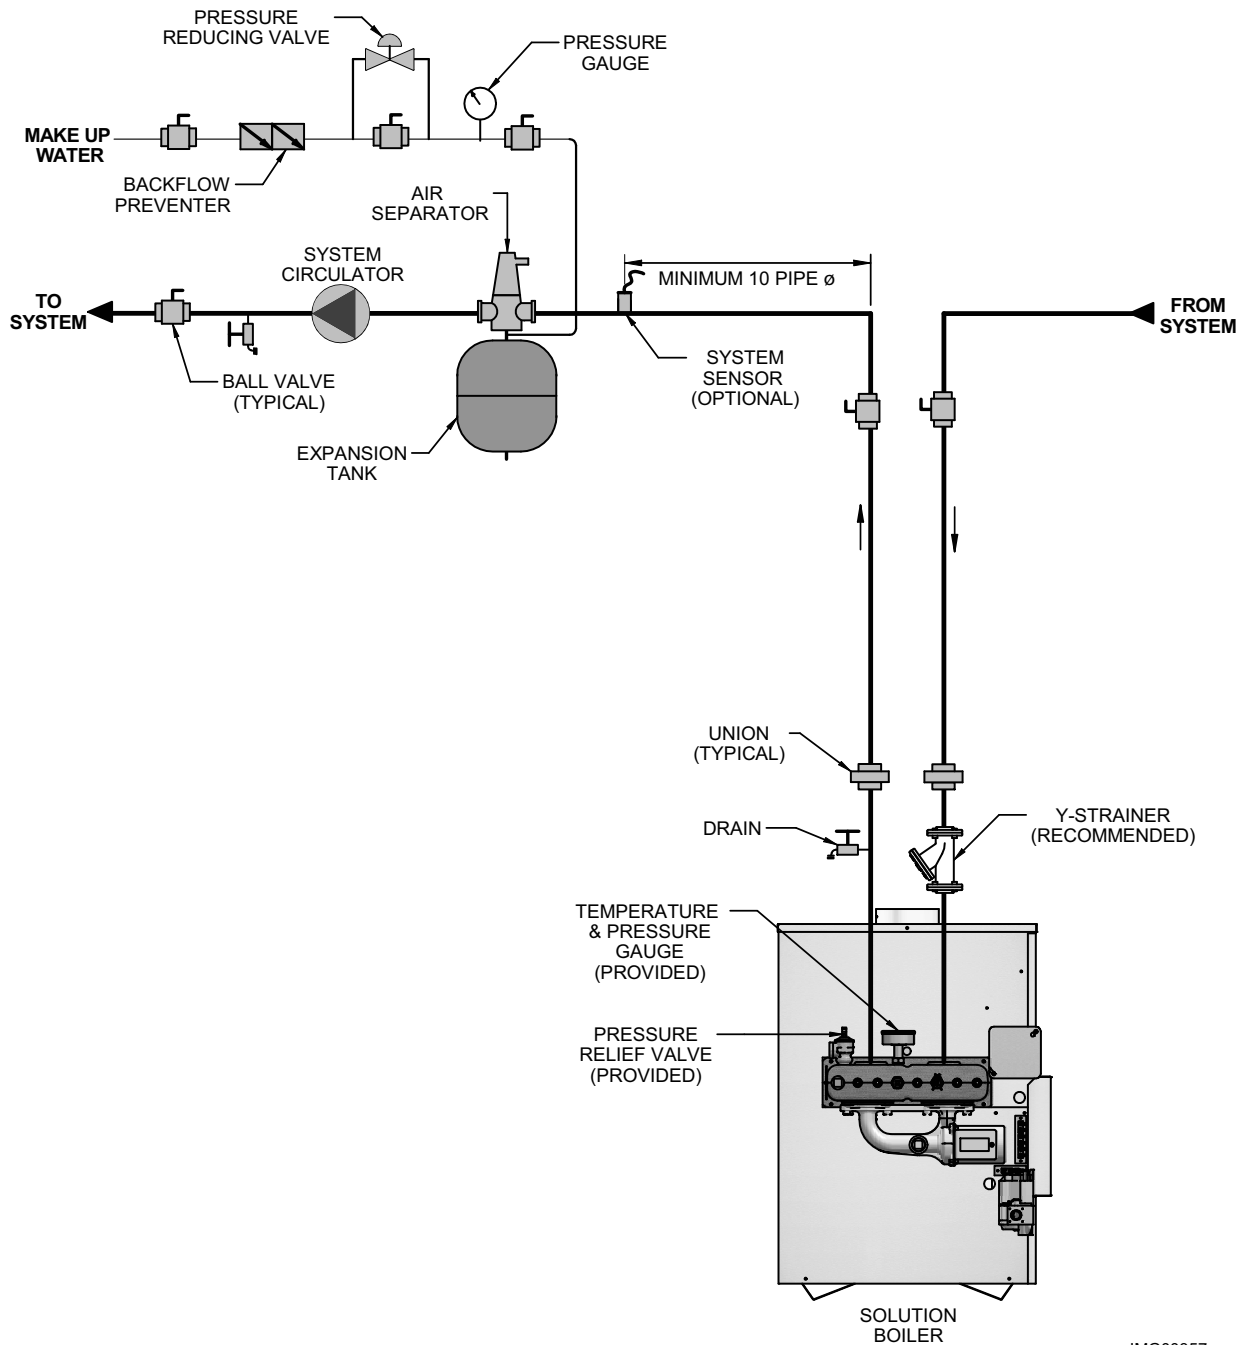 PRESSURE
REDUCING VALVE
PRESSURE
GAUGE
MAKE UP
WATER
BACKFLOW
PREVENTER
AIR
SEPARATOR
SYSTEM
CIRCULATOR
MINIMUM 10 PIPE ø
TO
SYSTEM
FROM
SYSTEM
BALL VALVE
(TYPICAL)
SYSTEM
SENSOR
(OPTIONAL)
EXPANSION
TANK
UNION
(TYPICAL)
DRAIN
Y-STRAINER
(RECOMMENDED)
TEMPERATURE
& PRESSURE
GAUGE
(PROVIDED)
PRESSURE
RELIEF VALVE
(PROVIDED)
SOLUTION
BOILER